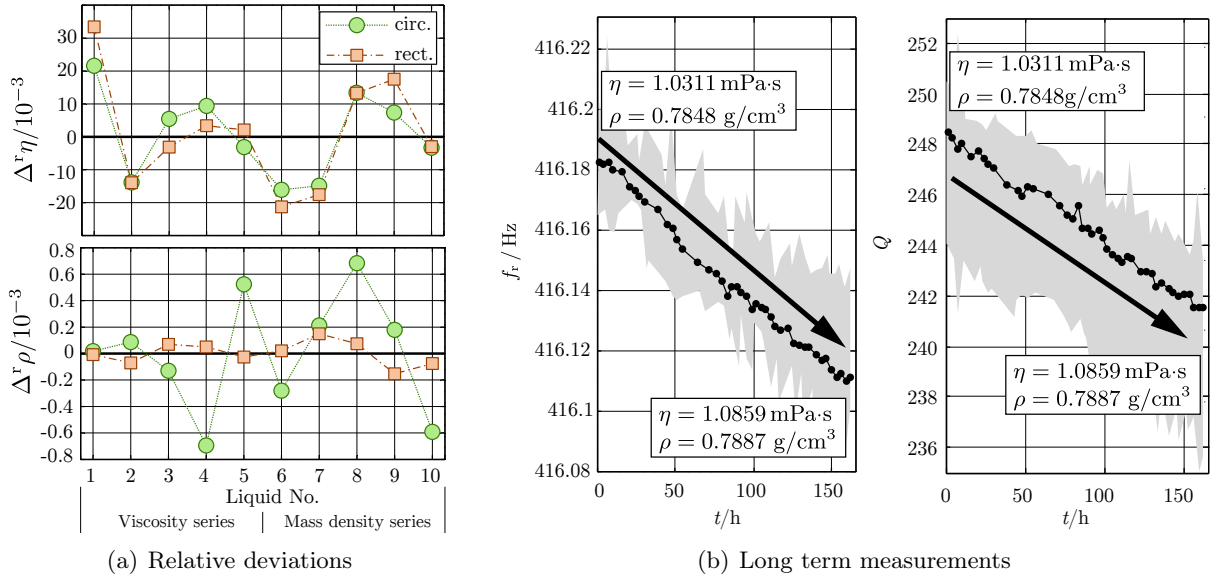 circ.
rect.
30
20
10
0
-10
-20
Δʳη/10⁻³
0.8
0.6
0.4
0.2
0
-0.2
-0.4
-0.6
-0.8
Δʳρ/10⁻³
1 2 3 4 5 6 7 8 9 10
Liquid No.
Viscosity series Mass density series
(a) Relative deviations
416.22
416.2
416.18
416.16
416.14
416.12
416.1
416.08
fᵣ / Hz
η = 1.0311 mPa·s
ρ = 0.7848 g/cm³
η = 1.0859 mPa·s
ρ = 0.7887 g/cm³
0 50 100 150
t/h
252
250
248
246
244
242
240
238
236
Q
η = 1.0311 mPa·s
ρ = 0.7848g/cm³
η = 1.0859 mPa·s
ρ = 0.7887 g/cm³
0 50 100 150
t/h
(b) Long term measurements